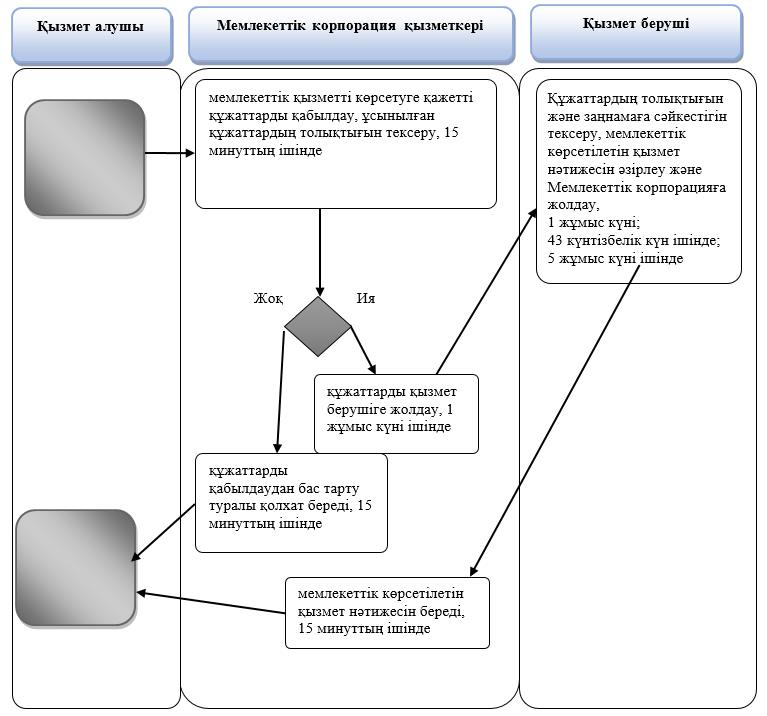 Қызмет алушы
Мемлекеттік корпорация қызметкері
Қызмет беруші
мемлекеттік қызметті көрсетуге қажетті
құжаттарды қабылдау, ұсынылған
құжаттардың толықтығын тексеру, 15
минуттың ішінде
Құжаттардың толықтығын
және заңнамаға сәйкестігін
тексеру, мемлекеттік
көрсетілетін қызмет
нәтижесін әзірлеу және
Мемлекеттік корпорацияға
жолдау,
1 жұмыс күні;
43 күнтізбелік күн ішінде;
5 жұмыс күні ішінде
Жоқ
Ия
құжаттарды қызмет
берушіге жолдау, 1
жұмыс күні ішінде
құжаттарды
қабылдаудан бас тарту
туралы қолхат береді, 15
минуттың ішінде
мемлекеттік көрсетілетін
қызмет нәтижесін береді,
15 минуттың ішінде